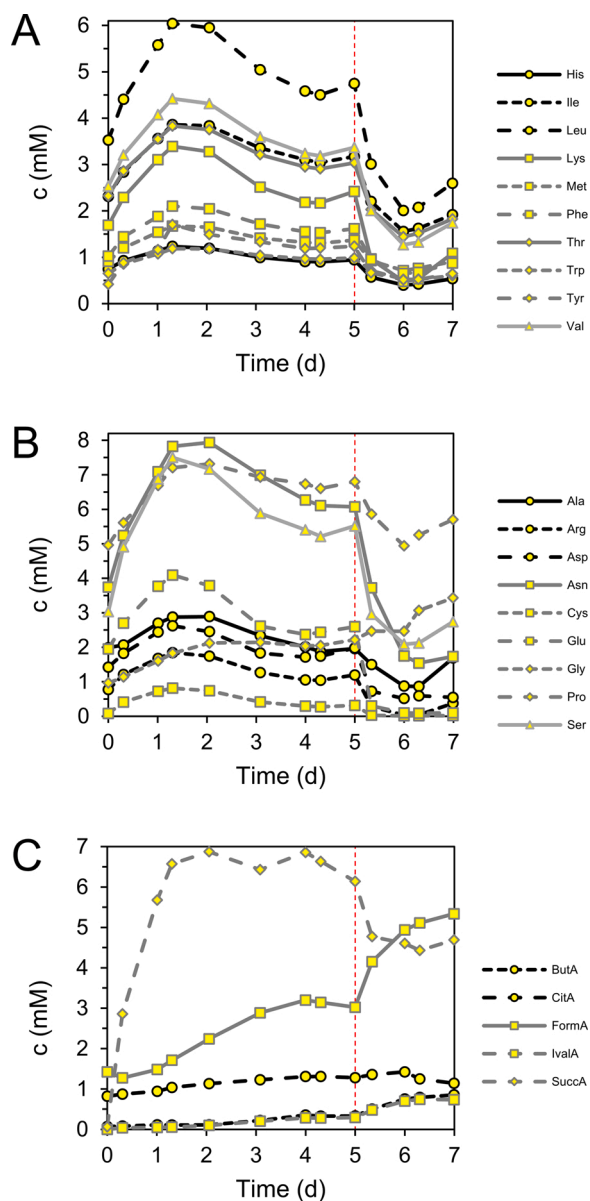 A
c (mM)
6
5
4
3
2
1
0
0 1 2 3 4 5 6 7
Time (d)
His
Ile
Leu
Lys
Met
Phe
Thr
Trp
Tyr
Val
B
c (mM)
8
7
6
5
4
3
2
1
0
0 1 2 3 4 5 6 7
Time (d)
Ala
Arg
Asp
Asn
Cys
Glu
Gly
Pro
Ser
C
c (mM)
7
6
5
4
3
2
1
0
0 1 2 3 4 5 6 7
Time (d)
ButA
CitA
FormA
IvalA
SuccA